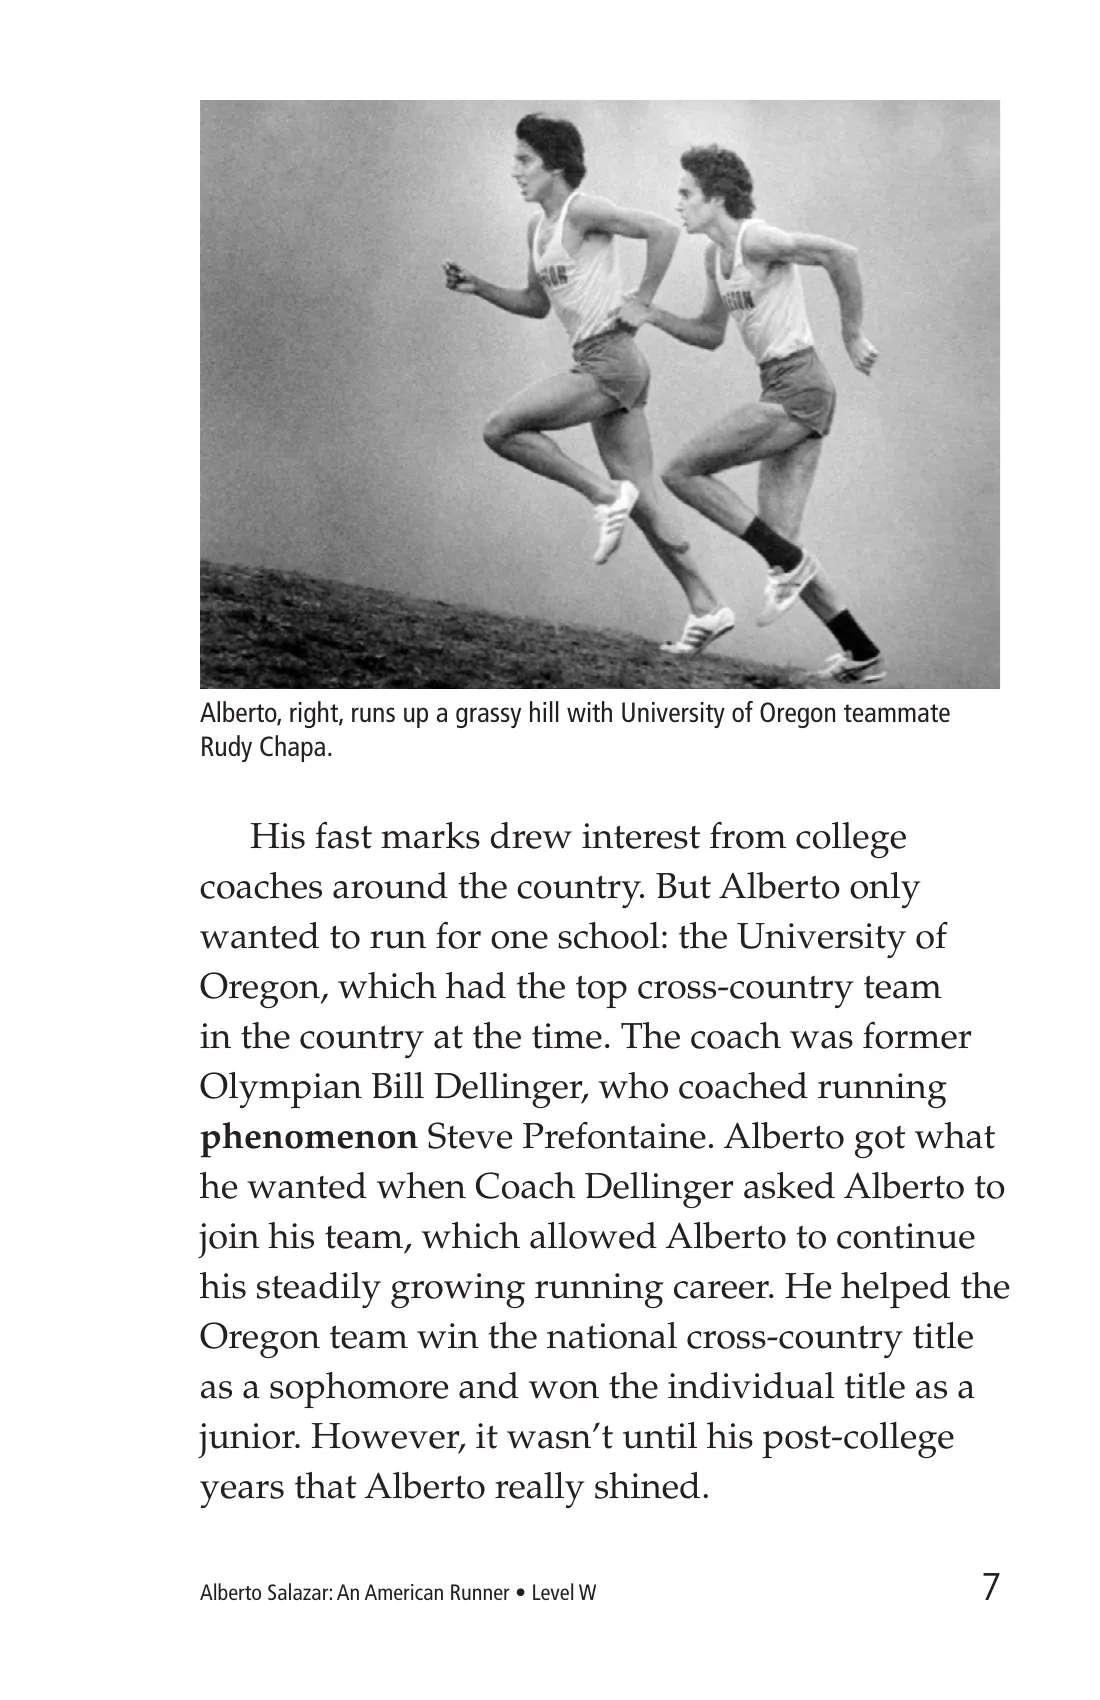 Alberto, right, runs up a grassy hill with University of Oregon teammate
Rudy Chapa.
His fast marks drew interest from college
coaches around the country. But Alberto only
wanted to run for one school: the University of
Oregon, which had the top cross-country team
in the country at the time. The coach was former
Olympian Bill Dellinger, who coached running
phenomenon Steve Prefontaine. Alberto got what
he wanted when Coach Dellinger asked Alberto to
join his team, which allowed Alberto to continue
his steadily growing running career. He helped the
Oregon team win the national cross-country title
as a sophomore and won the individual title as a
junior. However, it wasn’t until his post-college
years that Alberto really shined.
Alberto Salazar: An American Runner • Level W
7